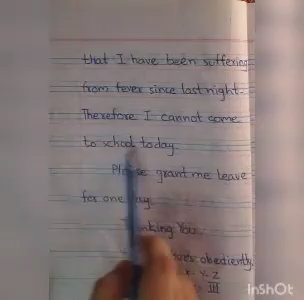 that I have been suffering
from fever since last night.
Therefore I cannot come
to school today.
grant me leave
for one
You
obediently
X. Y. Z
III
InShOt